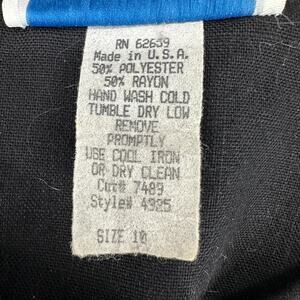 RN 62659
Made in U.S.A.
50% POLYESTER
50% RAYON
HAND WASH COLD
TUMBLE DRY LOW
REMOVE
PROMPTLY
USE COOL IRON
OR DRY CLEAN
Cut# 7489
Style# 4925
SIZE 10